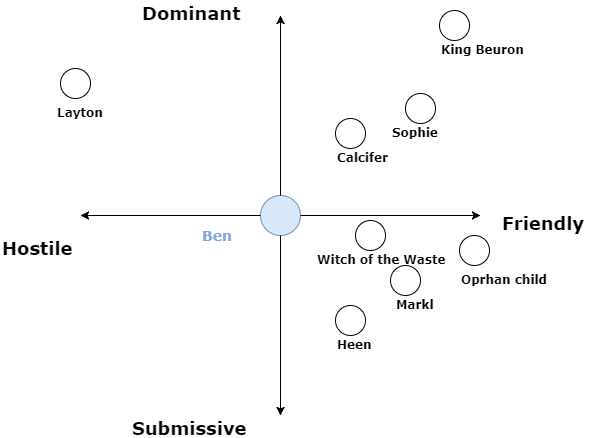 Dominant
King Beuron
Layton
Sophie
Calcifer
Friendly
Ben
Hostile
Witch of the Waste
Oprhan child
Markl
Heen
Submissive